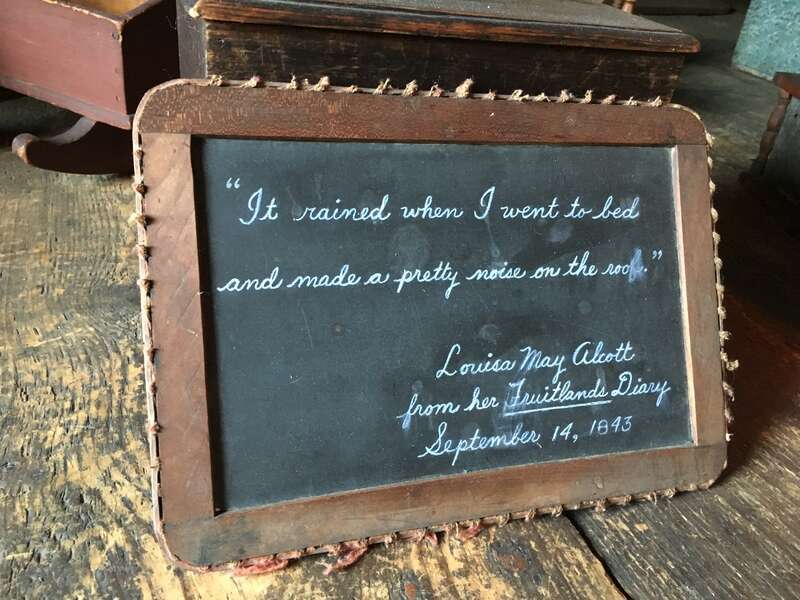 “It rained when I went to bed
and made a pretty noise on the roof.”
Louisa May Alcott
from her Fruitlands Diary
September 14, 1843